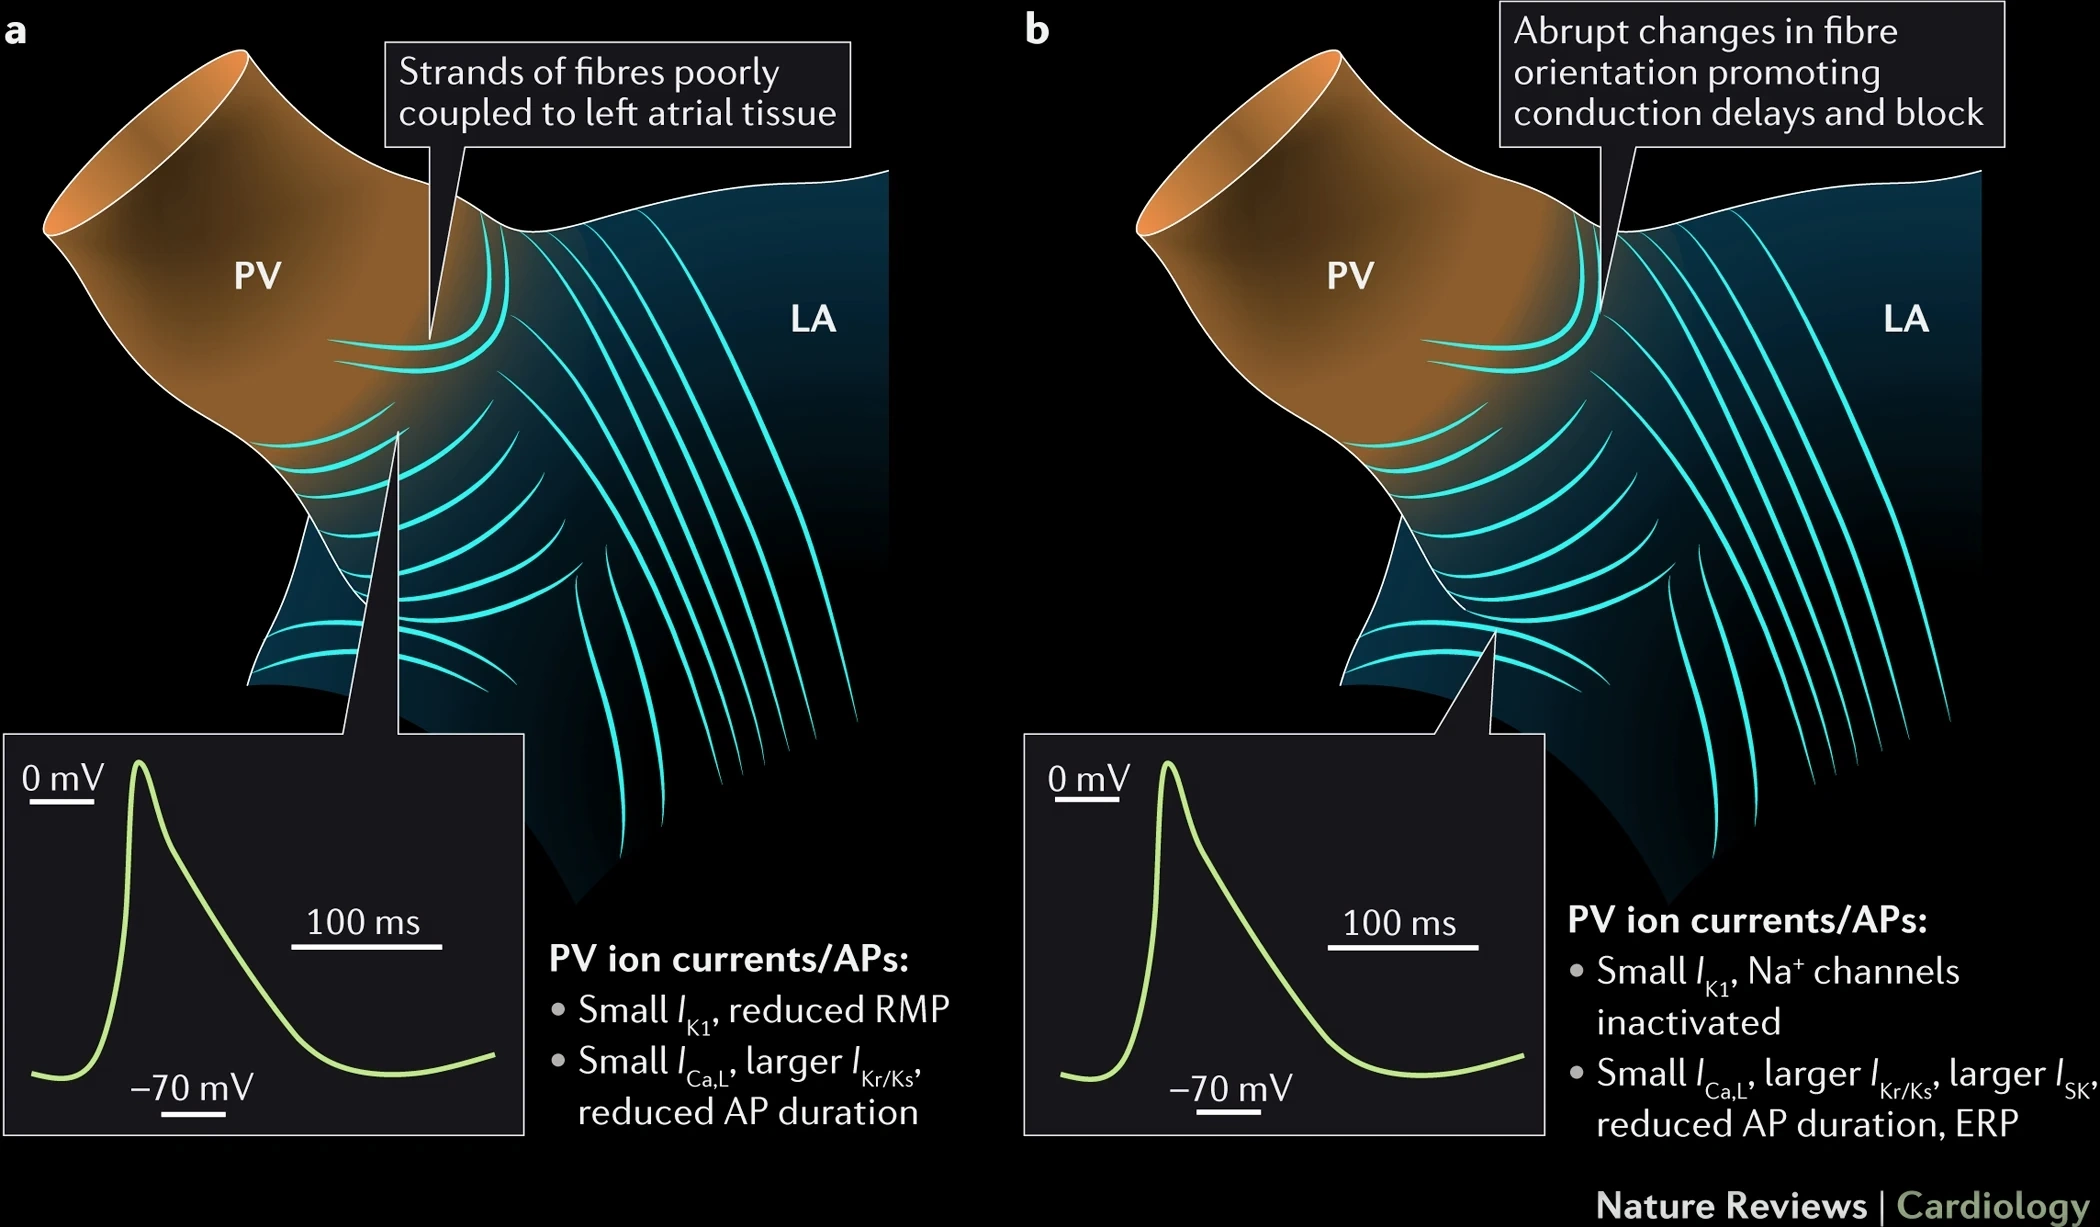 a
Strands of fibres poorly
coupled to left atrial tissue
PV
LA
0 mV
100 ms
−70 mV
PV ion currents/APs:
• Small IK1, reduced RMP
• Small ICa,L, larger IKr/Ks,
reduced AP duration
b
Abrupt changes in fibre
orientation promoting
conduction delays and block
PV
LA
0 mV
100 ms
−70 mV
PV ion currents/APs:
• Small IK1, Na+ channels
inactivated
• Small ICa,L, larger IKr/Ks, larger ISK,
reduced AP duration, ERP
Nature Reviews | Cardiology